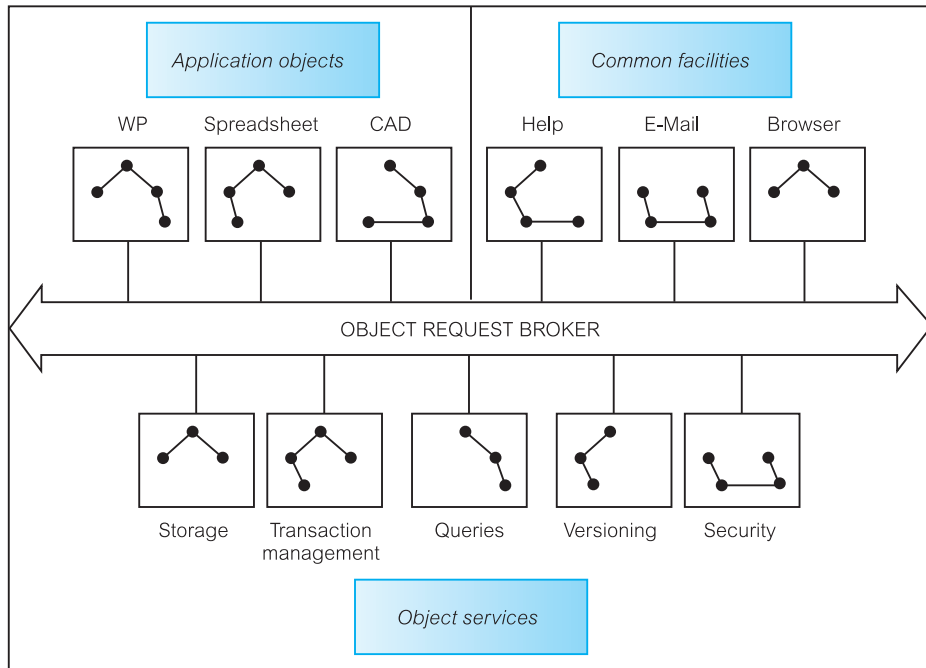 Application objects
Common facilities
WP
Spreadsheet
CAD
Help
E-Mail
Browser
OBJECT REQUEST BROKER
Storage
Transaction
management
Queries
Versioning
Security
Object services